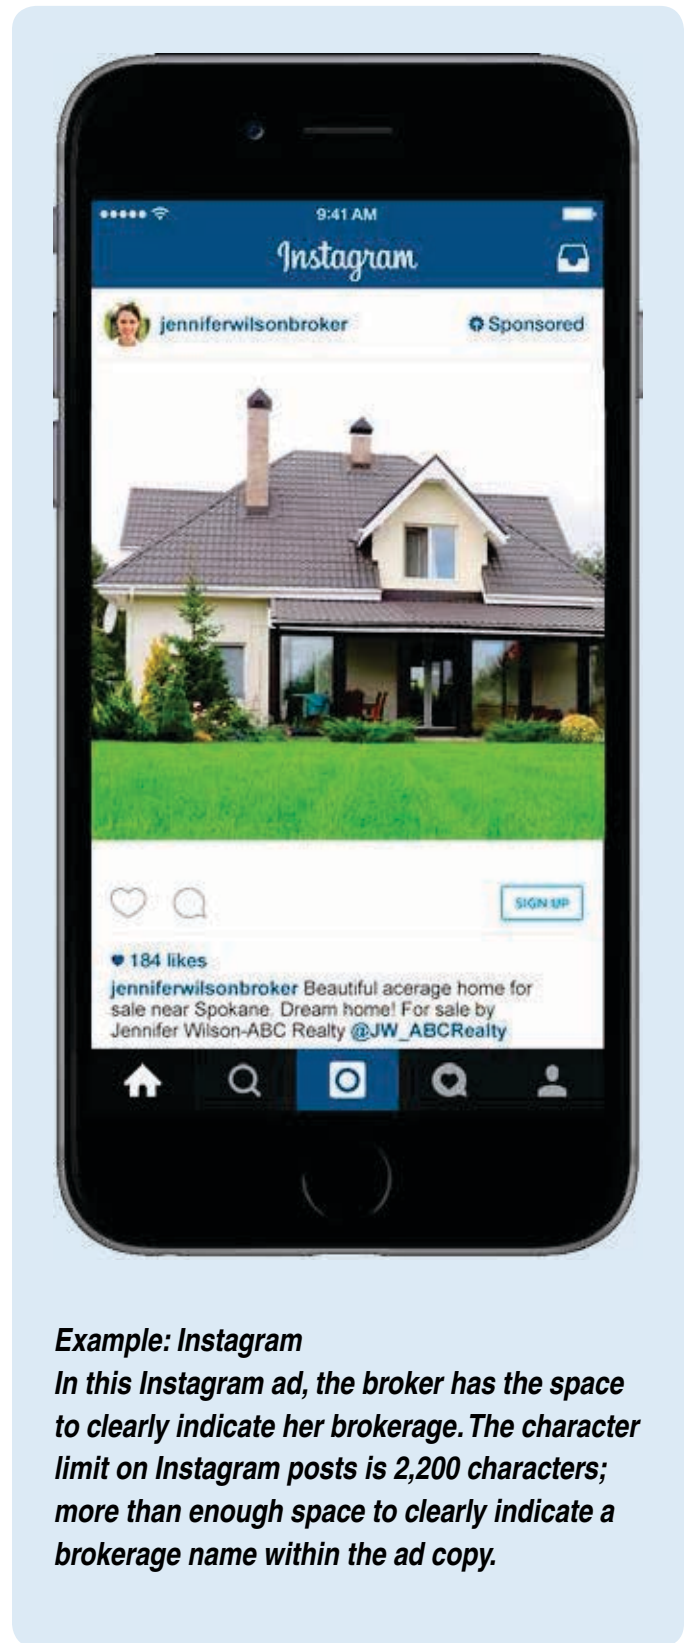 9:41 AM
Instagram
jenniferwilsonbroker
Sponsored
SIGN UP
184 likes
jenniferwilsonbroker Beautiful acerage home for
sale near Spokane. Dream home! For sale by
Jennifer Wilson-ABC Realty @JW_ABCRealty
Example: Instagram
In this Instagram ad, the broker has the space
to clearly indicate her brokerage. The character
limit on Instagram posts is 2,200 characters;
more than enough space to clearly indicate a
brokerage name within the ad copy.